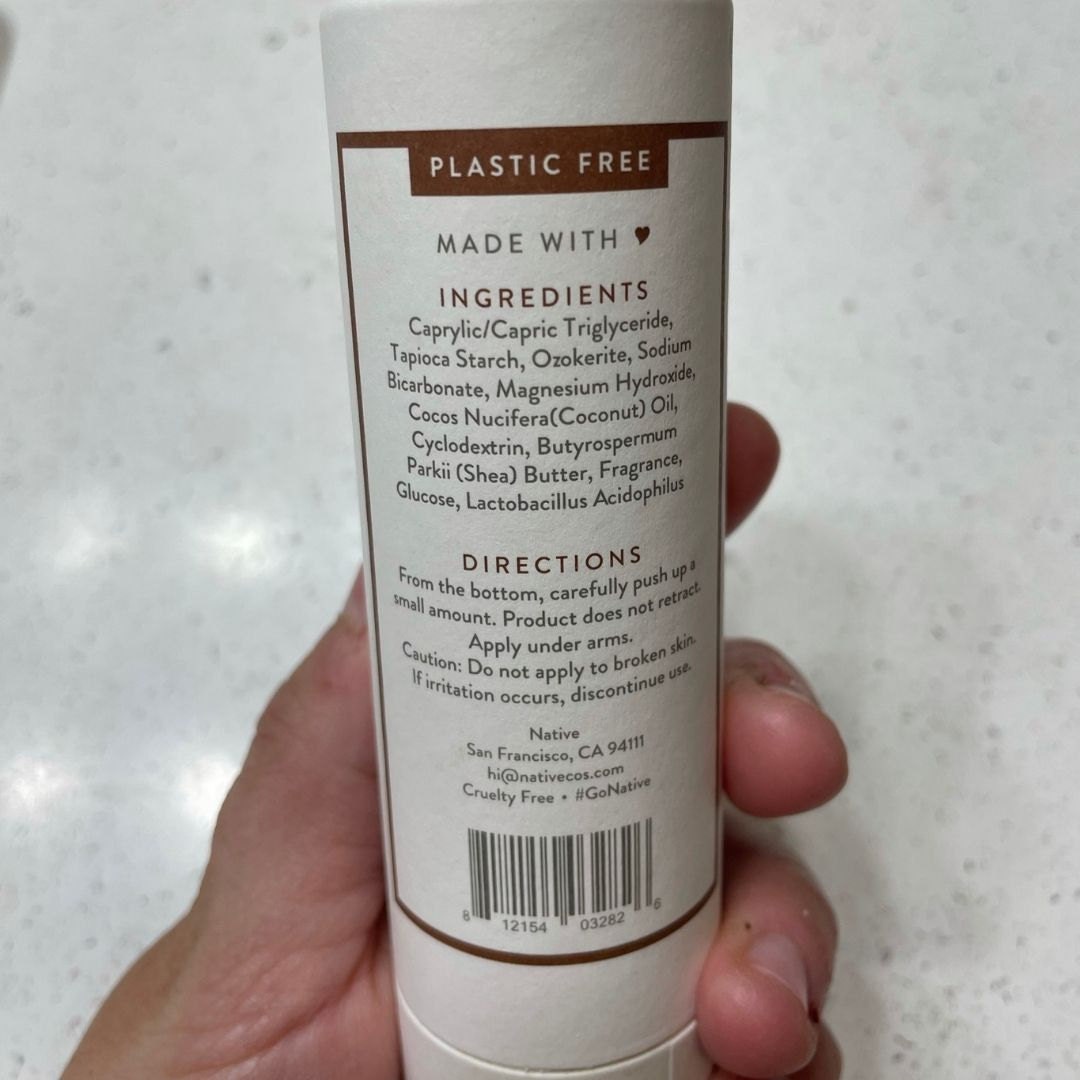 PLASTIC FREE
MADE WITH ♥
INGREDIENTS
Caprylic/Capric Triglyceride,
Tapioca Starch, Ozokerite, Sodium
Bicarbonate, Magnesium Hydroxide,
Cocos Nucifera(Coconut) Oil,
Cyclodextrin, Butyrospermum
Parkii (Shea) Butter, Fragrance,
Glucose, Lactobacillus Acidophilus
DIRECTIONS
From the bottom, carefully push up a
small amount. Product does not retract.
Apply under arms.
Caution: Do not apply to broken skin.
If irritation occurs, discontinue use.
Native
San Francisco, CA 94111
hi@nativecos.com
Cruelty Free • #GoNative
8 12154 03282 6